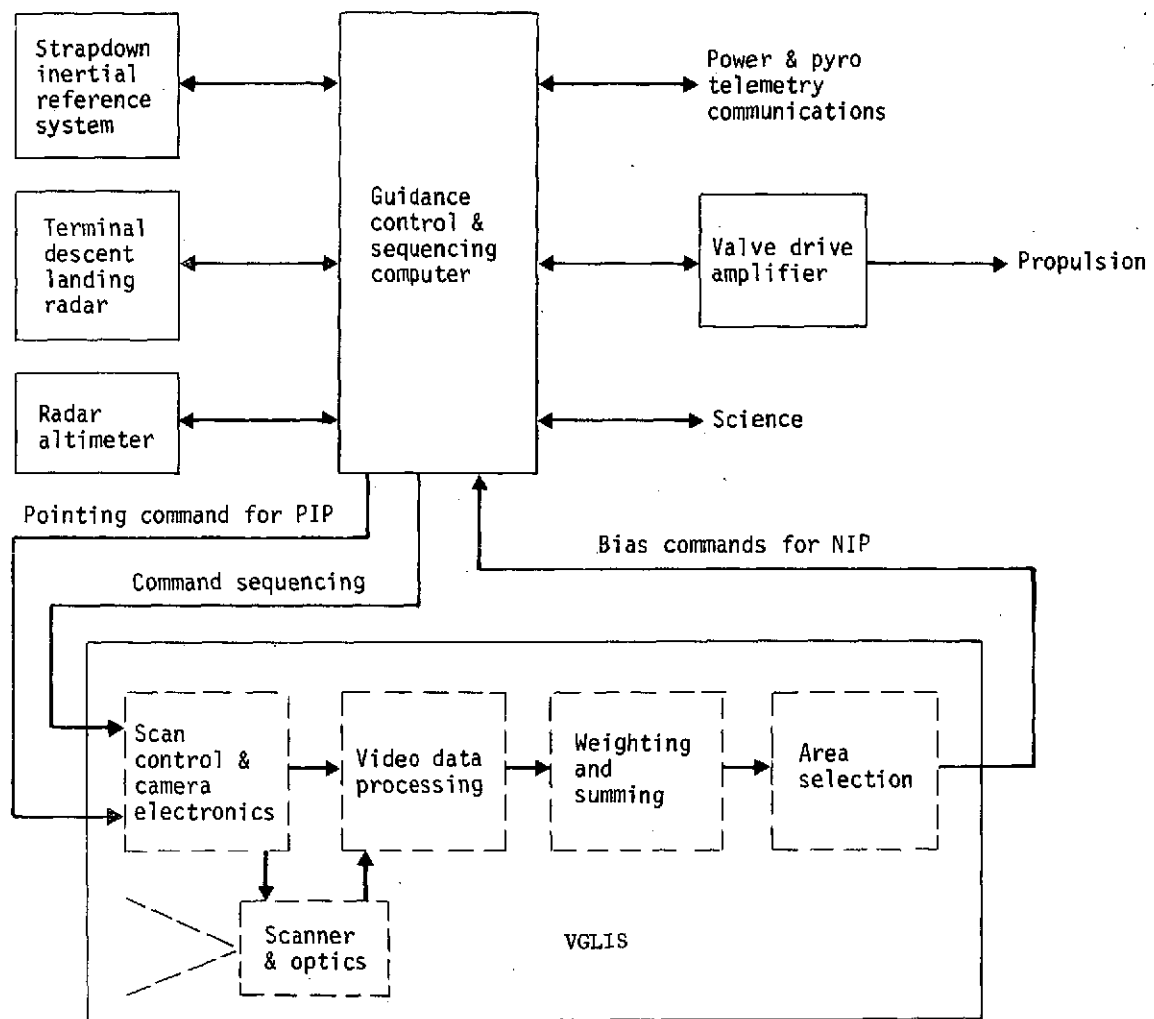 Strapdown
inertial
reference
system
Power & pyro
telemetry
communications
Guidance
control &
sequencing
computer
Terminal
descent
landing
radar
Valve drive
amplifier
Propulsion
Radar
altimeter
Science
Pointing command for PIP
Bias commands for NIP
Command sequencing
Scan
control &
camera
electronics
Video data
processing
Weighting
and
summing
Area
selection
Scanner
& optics
VGLIS